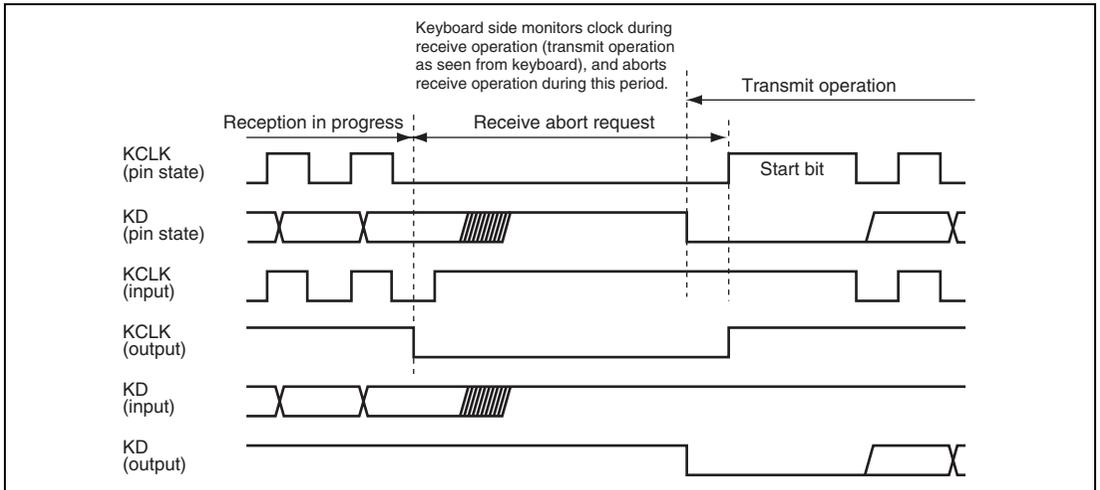 Keyboard side monitors clock during
receive operation (transmit operation
as seen from keyboard), and aborts
receive operation during this period.
Transmit operation
Reception in progress
Receive abort request
KCLK
(pin state)
Start bit
KD
(pin state)
KCLK
(input)
KCLK
(output)
KD
(input)
KD
(output)